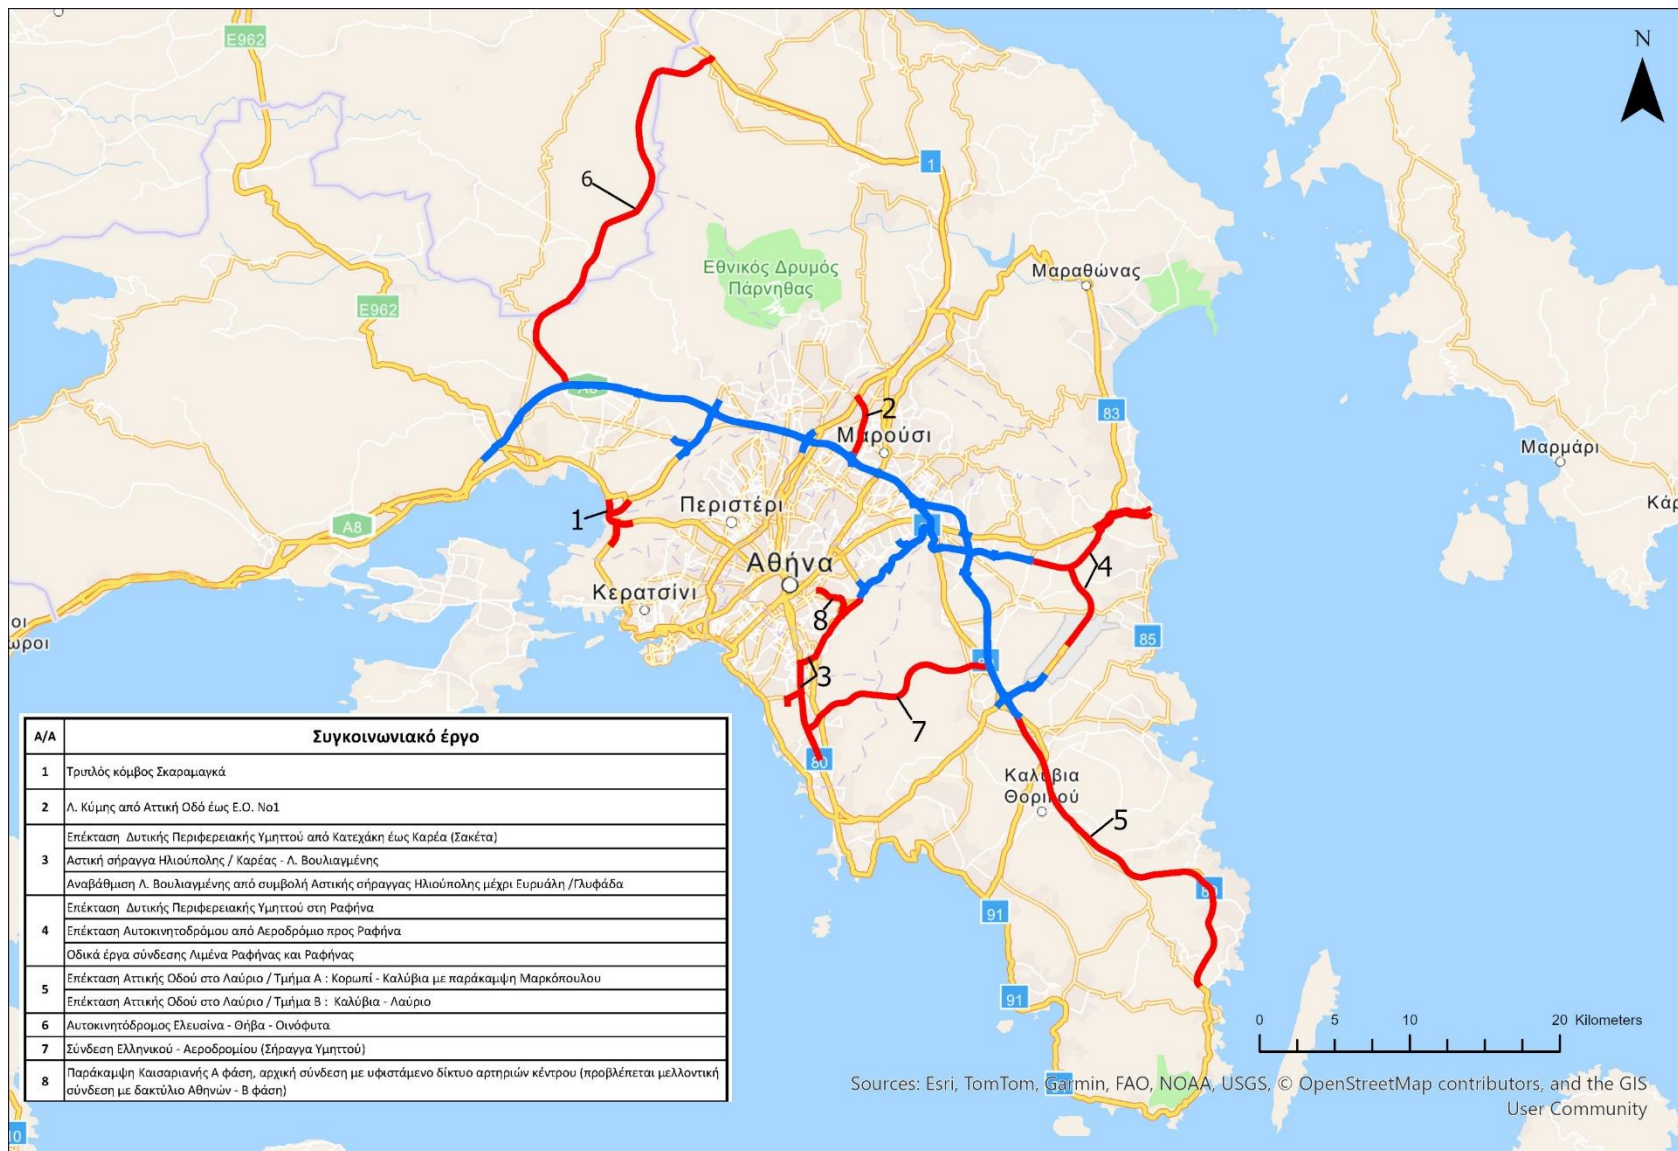 N
E962
1
6
Εθνικός Δρυμός
Πάρνηθας
Μαραθώνας
E962
A8
83
2
Μαρούσι
Μαρμάρι
Κάρ
1
Περιστέρι
A8
Αθήνα
4
Κερατσίνι
8
85
οι
ωροι
3
7
80
Καλύβια
Θορικού
5
91
91
0 5 10 20 Kilometers
Sources: Esri, TomTom, Garmin, FAO, NOAA, USGS, © OpenStreetMap contributors, and the GIS
User Community
10
Α/Α Συγκοινωνιακό έργο
1 Τριπλός κόμβος Σκαραμαγκά
2 Λ. Κύμης από Αττική Οδό έως Ε.Ο. Νο1
3 Επέκταση Δυτικής Περιφερειακής Υμηττού από Κατεχάκη έως Καρέα (Σακέτα)
Αστική σήραγγα Ηλιούπολης / Καρέας - Λ. Βουλιαγμένης
Αναβάθμιση Λ. Βουλιαγμένης από συμβολή Αστικής σήραγγας Ηλιούπολης μέχρι Ευρυάλη /Γλυφάδα
4 Επέκταση Δυτικής Περιφερειακής Υμηττού στη Ραφήνα
Επέκταση Αυτοκινητοδρόμου από Αεροδρόμιο προς Ραφήνα
Οδικά έργα σύνδεσης Λιμένα Ραφήνας και Ραφήνας
5 Επέκταση Αττικής Οδού στο Λαύριο / Τμήμα Α : Κορωπί - Καλύβια με παράκαμψη Μαρκόπουλου
Επέκταση Αττικής Οδού στο Λαύριο / Τμήμα Β : Καλύβια - Λαύριο
6 Αυτοκινητόδρομος Ελευσίνα - Θήβα - Οινόφυτα
7 Σύνδεση Ελληνικού - Αεροδρομίου (Σήραγγα Υμηττού)
8 Παράκαμψη Καισαριανής Α φάση, αρχική σύνδεση με υφιστάμενο δίκτυο αρτηριών κέντρου (προβλέπεται μελλοντική
σύνδεση με δακτύλιο Αθηνών - Β φάση)